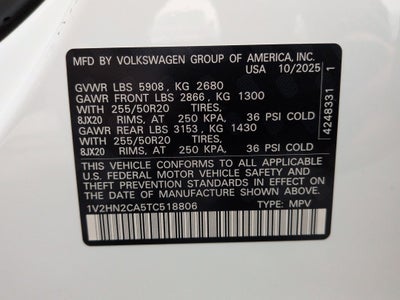 MFD BY VOLKSWAGEN GROUP OF AMERICA, INC.
USA 10/2025
GVWR LBS 5908 , KG 2680
GAWR FRONT LBS 2866 , KG 1300
WITH 255/50R20 TIRES,
8JX20 RIMS, AT 250 KPA, 36 PSI COLD
GAWR REAR LBS 3153 , KG 1430
WITH 255/50R20 TIRES,
8JX20 RIMS, AT 250 KPA, 36 PSI COLD
THIS VEHICLE CONFORMS TO ALL APPLICABLE
U.S. FEDERAL MOTOR VEHICLE SAFETY, BUMPER,
AND THEFT PREVENTION STANDARDS IN EFFECT ON
THE DATE OF MANUFACTURE SHOWN ABOVE.
1V2HN2CA5TC518806 TYPE: MPV
4248331 1